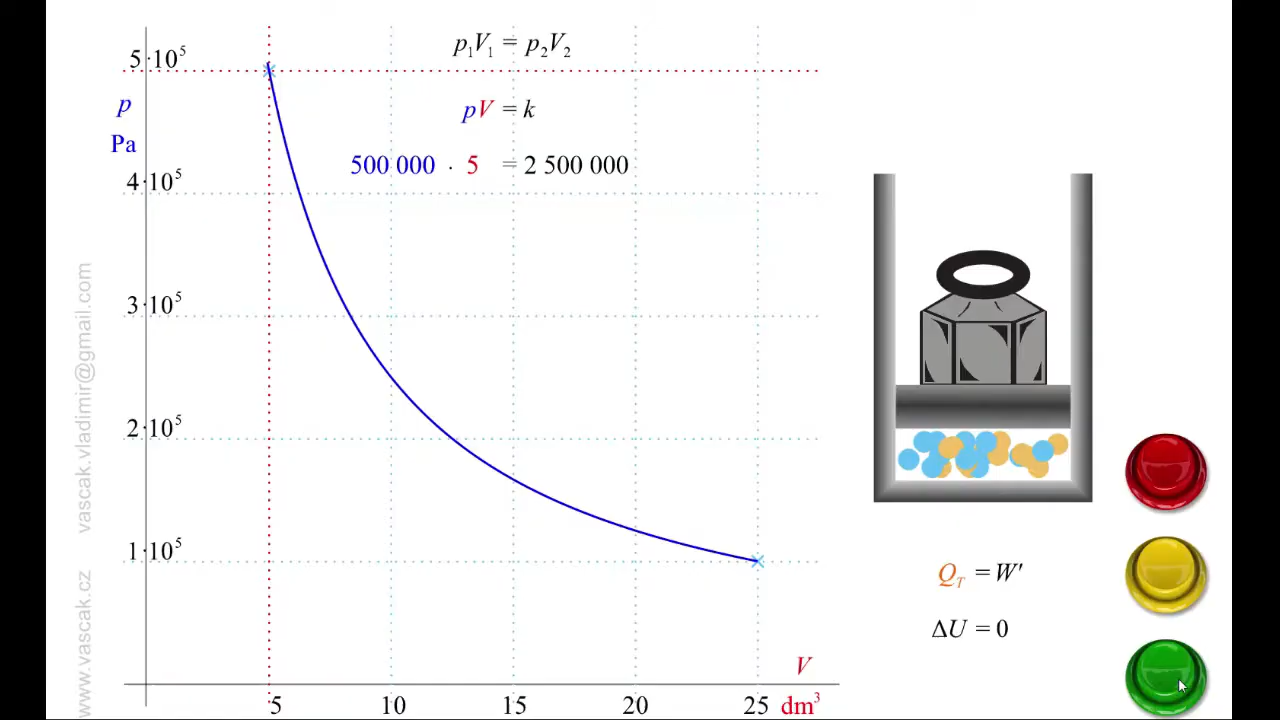 p₁V₁ = p₂V₂
5·10⁵
p
pV = k
Pa
500 000 · 5 = 2 500 000
4·10⁵
3·10⁵
2·10⁵
1·10⁵
Q_T = W′
ΔU = 0
V
5 10 15 20 25 dm³
www.vascak.cz vascak.vladimir@gmail.com